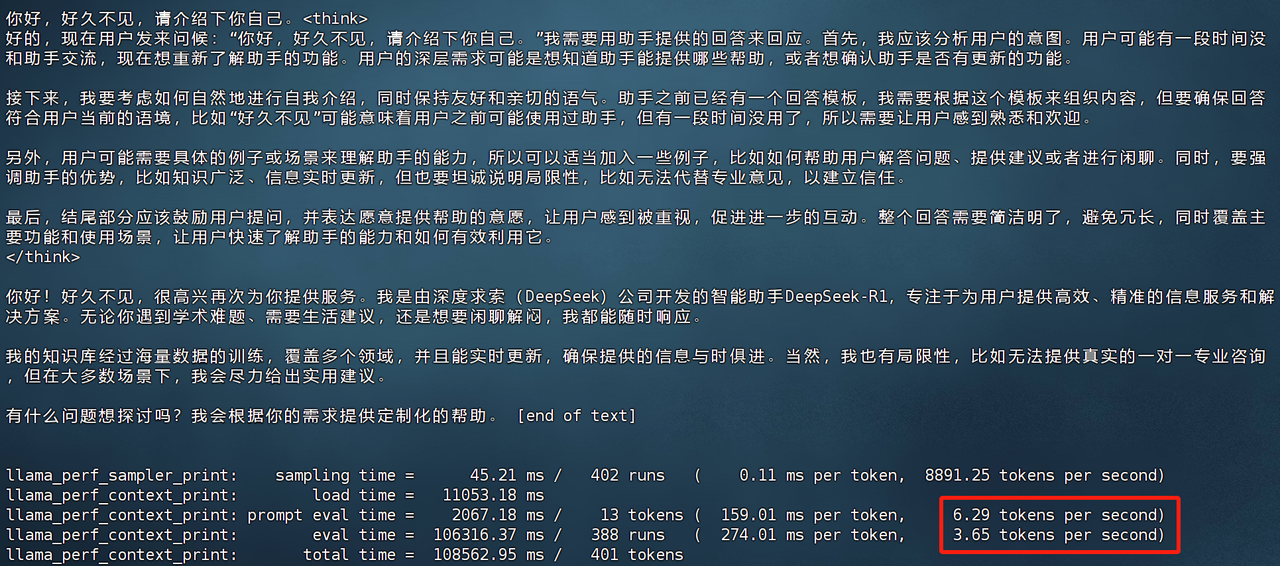 你好，好久不见，请介绍下你自己。<think>
好的，现在用户发来问候：“你好，好久不见，请介绍下你自己。”我需要用助手提供的回答来回应。首先，我应该分析用户的意图。用户可能有一段时间没
和助手交流，现在想重新了解助手的功能。用户的深层需求可能是想知道助手能提供哪些帮助，或者想确认助手是否有更新的功能。
接下来，我要考虑如何自然地进行自我介绍，同时保持友好和亲切的语气。助手之前已经有一个回答模板，我需要根据这个模板来组织内容，但要确保回答
符合用户当前的语境，比如“好久不见”可能意味着用户之前可能使用过助手，但有一段时间没用了，所以需要让用户感到熟悉和欢迎。
另外，用户可能需要具体的例子或场景来理解助手的能力，所以可以适当加入一些例子，比如如何帮助用户解答问题、提供建议或者进行闲聊。同时，要强
调助手的优势，比如知识广泛、信息实时更新，但也要坦诚说明局限性，比如无法代替专业意见，以建立信任。
最后，结尾部分应该鼓励用户提问，并表达愿意提供帮助的意愿，让用户感到被重视，促进进一步的互动。整个回答需要简洁明了，避免冗长，同时覆盖主
要功能和使用场景，让用户快速了解助手的能力和如何有效利用它。
</think>
你好！好久不见，很高兴再次为你提供服务。我是由深度求索（DeepSeek）公司开发的智能助手DeepSeek-R1，专注于为用户提供高效、精准的信息服务和解
决方案。无论你遇到学术难题、需要生活建议，还是想要闲聊解闷，我都能随时响应。
我的知识库经过海量数据的训练，覆盖多个领域，并且能实时更新，确保提供的信息与时俱进。当然，我也有局限性，比如无法提供真实的一对一专业咨询
，但在大多数场景下，我会尽力给出实用建议。
有什么问题想探讨吗？我会根据你的需求提供定制化的帮助。 [end of text]
llama_perf_sampler_print:    sampling time =      45.21 ms /   402 runs   (    0.11 ms per token,  8891.25 tokens per second)
llama_perf_context_print:        load time =   11053.18 ms
llama_perf_context_print: prompt eval time =    2067.18 ms /    13 tokens (  159.01 ms per token,     6.29 tokens per second)
llama_perf_context_print:        eval time =  106316.37 ms /   388 runs   (  274.01 ms per token,     3.65 tokens per second)
llama_perf_context_print:       total time =  108562.95 ms /   401 tokens